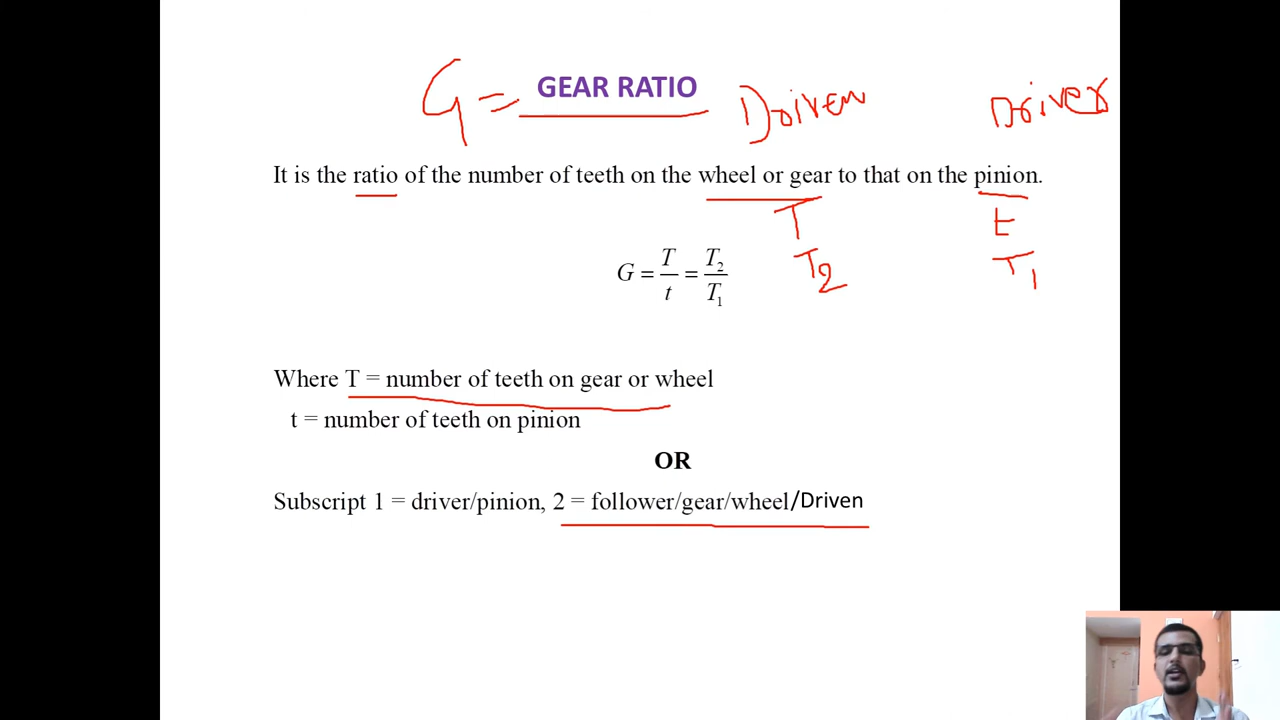 G = GEAR RATIO Driven Driver
It is the ratio of the number of teeth on the wheel or gear to that on the pinion.
T t
G = T/t = T₂/T₁ T₂ T₁
Where T = number of teeth on gear or wheel
t = number of teeth on pinion
OR
Subscript 1 = driver/pinion, 2 = follower/gear/wheel/Driven